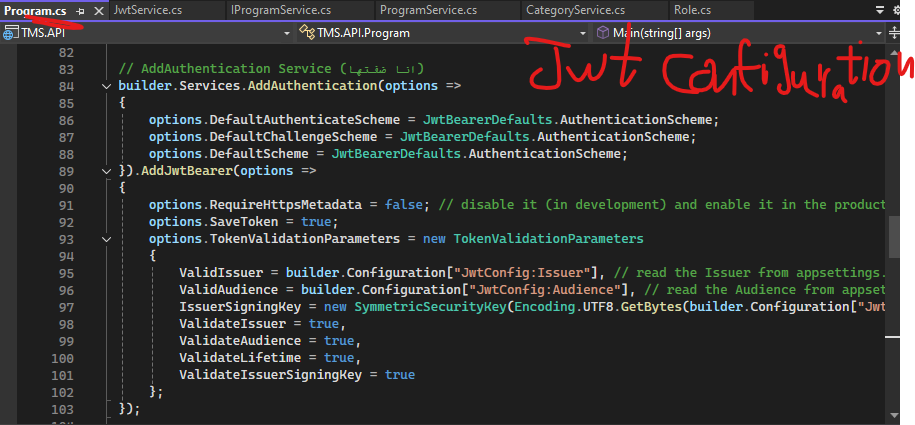 Program.cs JwtService.cs IProgramService.cs ProgramService.cs CategoryService.cs Role.cs
TMS.API TMS.API.Program Main(string[] args)
Jwt Configuration
82
83 // AddAuthentication Service (انا ضفتها)
84 builder.Services.AddAuthentication(options =>
85 {
86 options.DefaultAuthenticateScheme = JwtBearerDefaults.AuthenticationScheme;
87 options.DefaultChallengeScheme = JwtBearerDefaults.AuthenticationScheme;
88 options.DefaultScheme = JwtBearerDefaults.AuthenticationScheme;
89 }).AddJwtBearer(options =>
90 {
91 options.RequireHttpsMetadata = false; // disable it (in development) and enable it in the product
92 options.SaveToken = true;
93 options.TokenValidationParameters = new TokenValidationParameters
94 {
95 ValidIssuer = builder.Configuration["JwtConfig:Issuer"], // read the Issuer from appsettings.
96 ValidAudience = builder.Configuration["JwtConfig:Audience"], // read the Audience from appset
97 IssuerSigningKey = new SymmetricSecurityKey(Encoding.UTF8.GetBytes(builder.Configuration["Jwt
98 ValidateIssuer = true,
99 ValidateAudience = true,
100 ValidateLifetime = true,
101 ValidateIssuerSigningKey = true
102 };
103 });